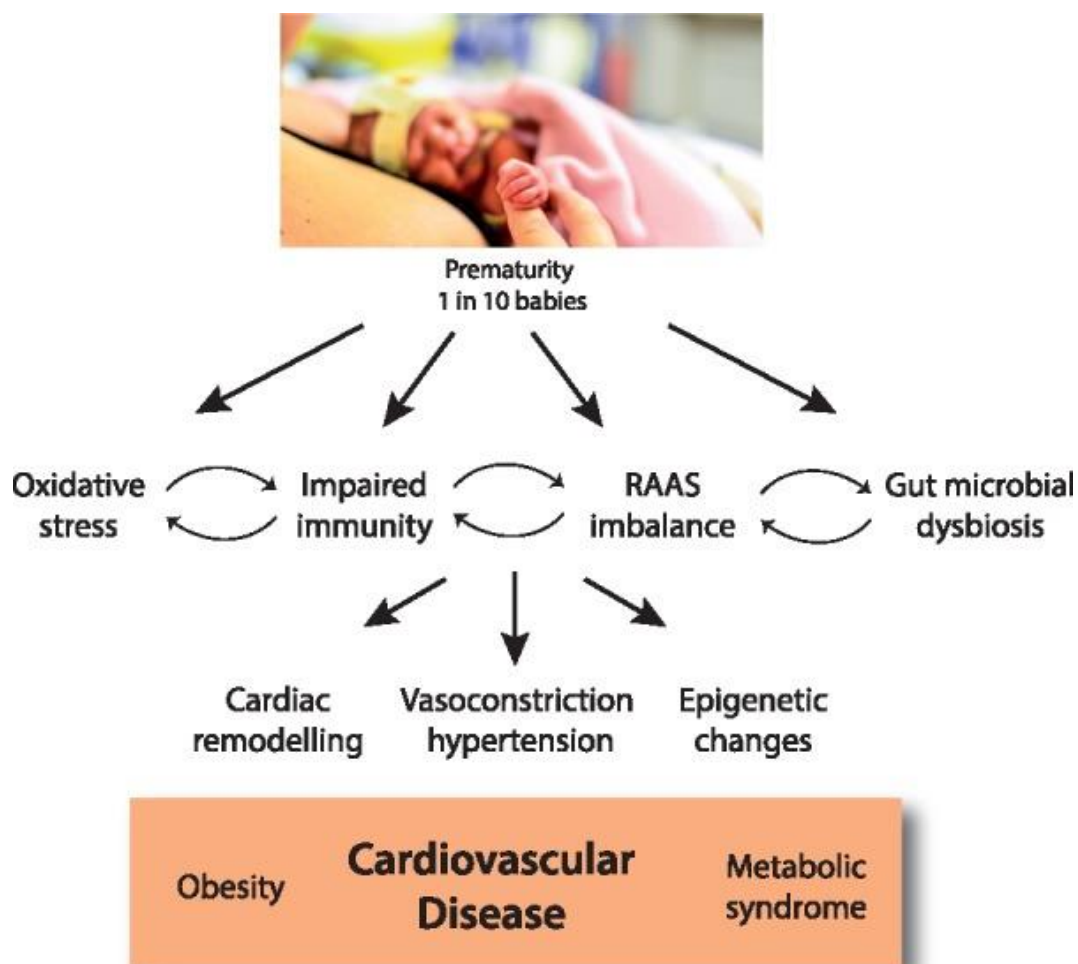 Prematurity
1 in 10 babies
Oxidative
stress
Impaired
immunity
RAAS
imbalance
Gut microbial
dysbiosis
Cardiac
remodelling
Vasoconstriction
hypertension
Epigenetic
changes
Obesity
Cardiovascular
Disease
Metabolic
syndrome